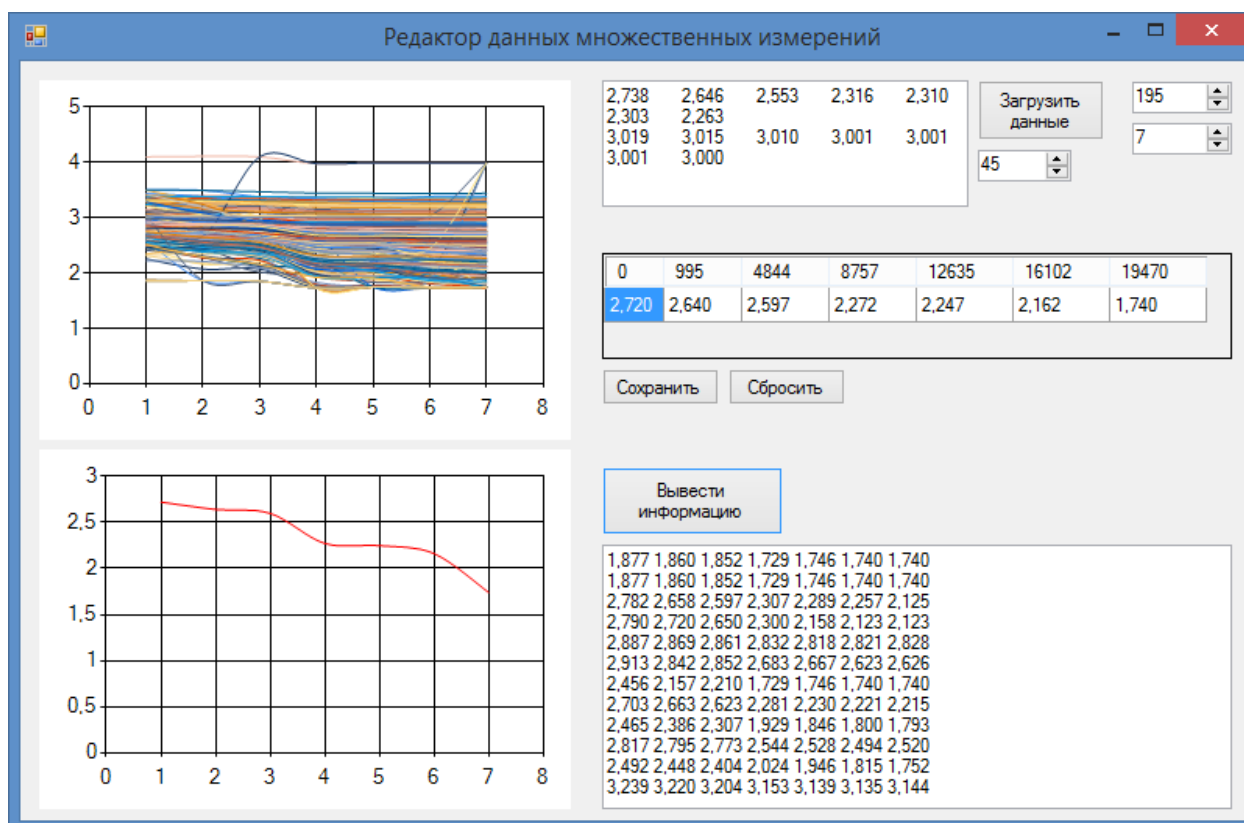 Редактор данных множественных измерений
5
4
3
2
1
0
0 1 2 3 4 5 6 7 8
2,738 2,646 2,553 2,316 2,310
2,303 2,263
3,019 3,015 3,010 3,001 3,001
3,001 3,000
Загрузить
данные
195
7
45
0 995 4844 8757 12635 16102 19470
2,720 2,640 2,597 2,272 2,247 2,162 1,740
Сохранить Сбросить
3
2,5
2
1,5
1
0,5
0
0 1 2 3 4 5 6 7 8
Вывести
информацию
1,877 1,860 1,852 1,729 1,746 1,740 1,740
1,877 1,860 1,852 1,729 1,746 1,740 1,740
2,782 2,658 2,597 2,307 2,289 2,257 2,125
2,790 2,720 2,650 2,300 2,158 2,123 2,123
2,887 2,869 2,861 2,832 2,818 2,821 2,828
2,913 2,842 2,852 2,683 2,667 2,623 2,626
2,456 2,157 2,210 1,729 1,746 1,740 1,740
2,703 2,663 2,623 2,281 2,230 2,221 2,215
2,465 2,386 2,307 1,929 1,846 1,800 1,793
2,817 2,795 2,773 2,544 2,528 2,494 2,520
2,492 2,448 2,404 2,024 1,946 1,815 1,752
3,239 3,220 3,204 3,153 3,139 3,135 3,144